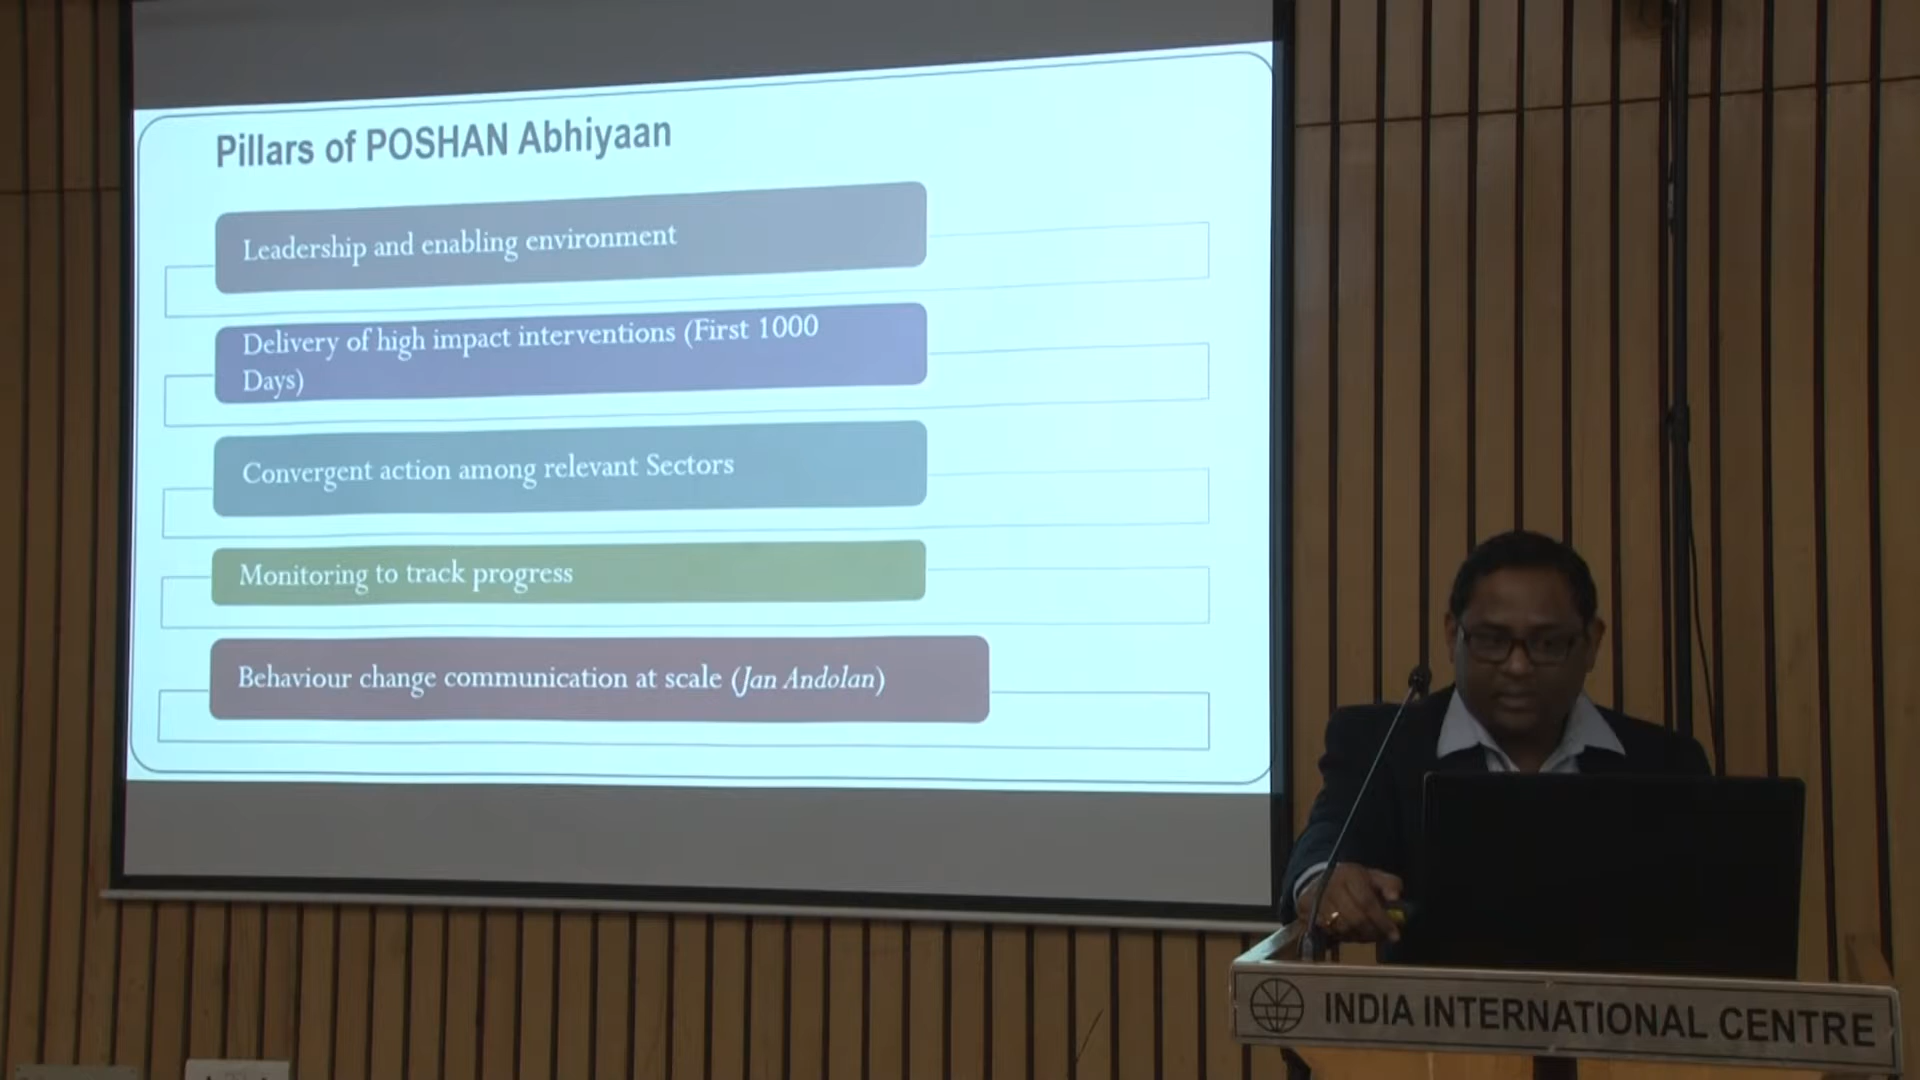 Pillars of POSHAN Abhiyaan
Leadership and enabling environment
Delivery of high impact interventions (First 1000
Days)
Convergent action among relevant Sectors
Monitoring to track progress
Behaviour change communication at scale (Jan Andolan)
INDIA INTERNATIONAL CENTRE